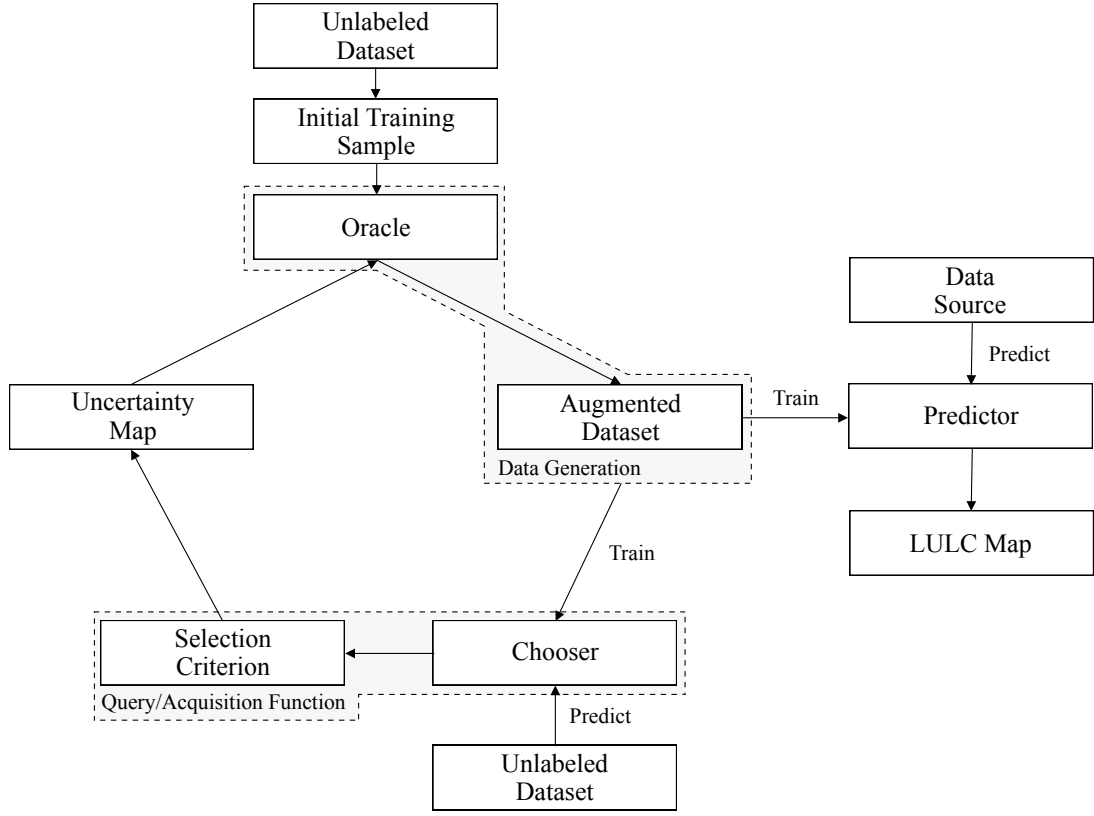 Unlabeled
Dataset
Initial Training
Sample
Oracle
Data
Source
Predict
Uncertainty
Map
Augmented
Dataset
Train
Predictor
Data Generation
LULC Map
Train
Selection
Criterion
Chooser
Query/Acquisition Function
Predict
Unlabeled
Dataset